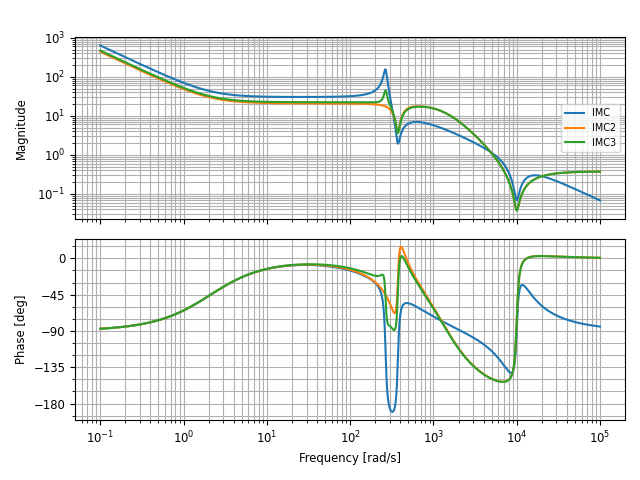 10³
10²
10¹
10⁰
10⁻¹
Magnitude
IMC
IMC2
IMC3
0
−45
−90
−135
−180
Phase [deg]
10⁻¹
10⁰
10¹
10²
10³
10⁴
10⁵
Frequency [rad/s]